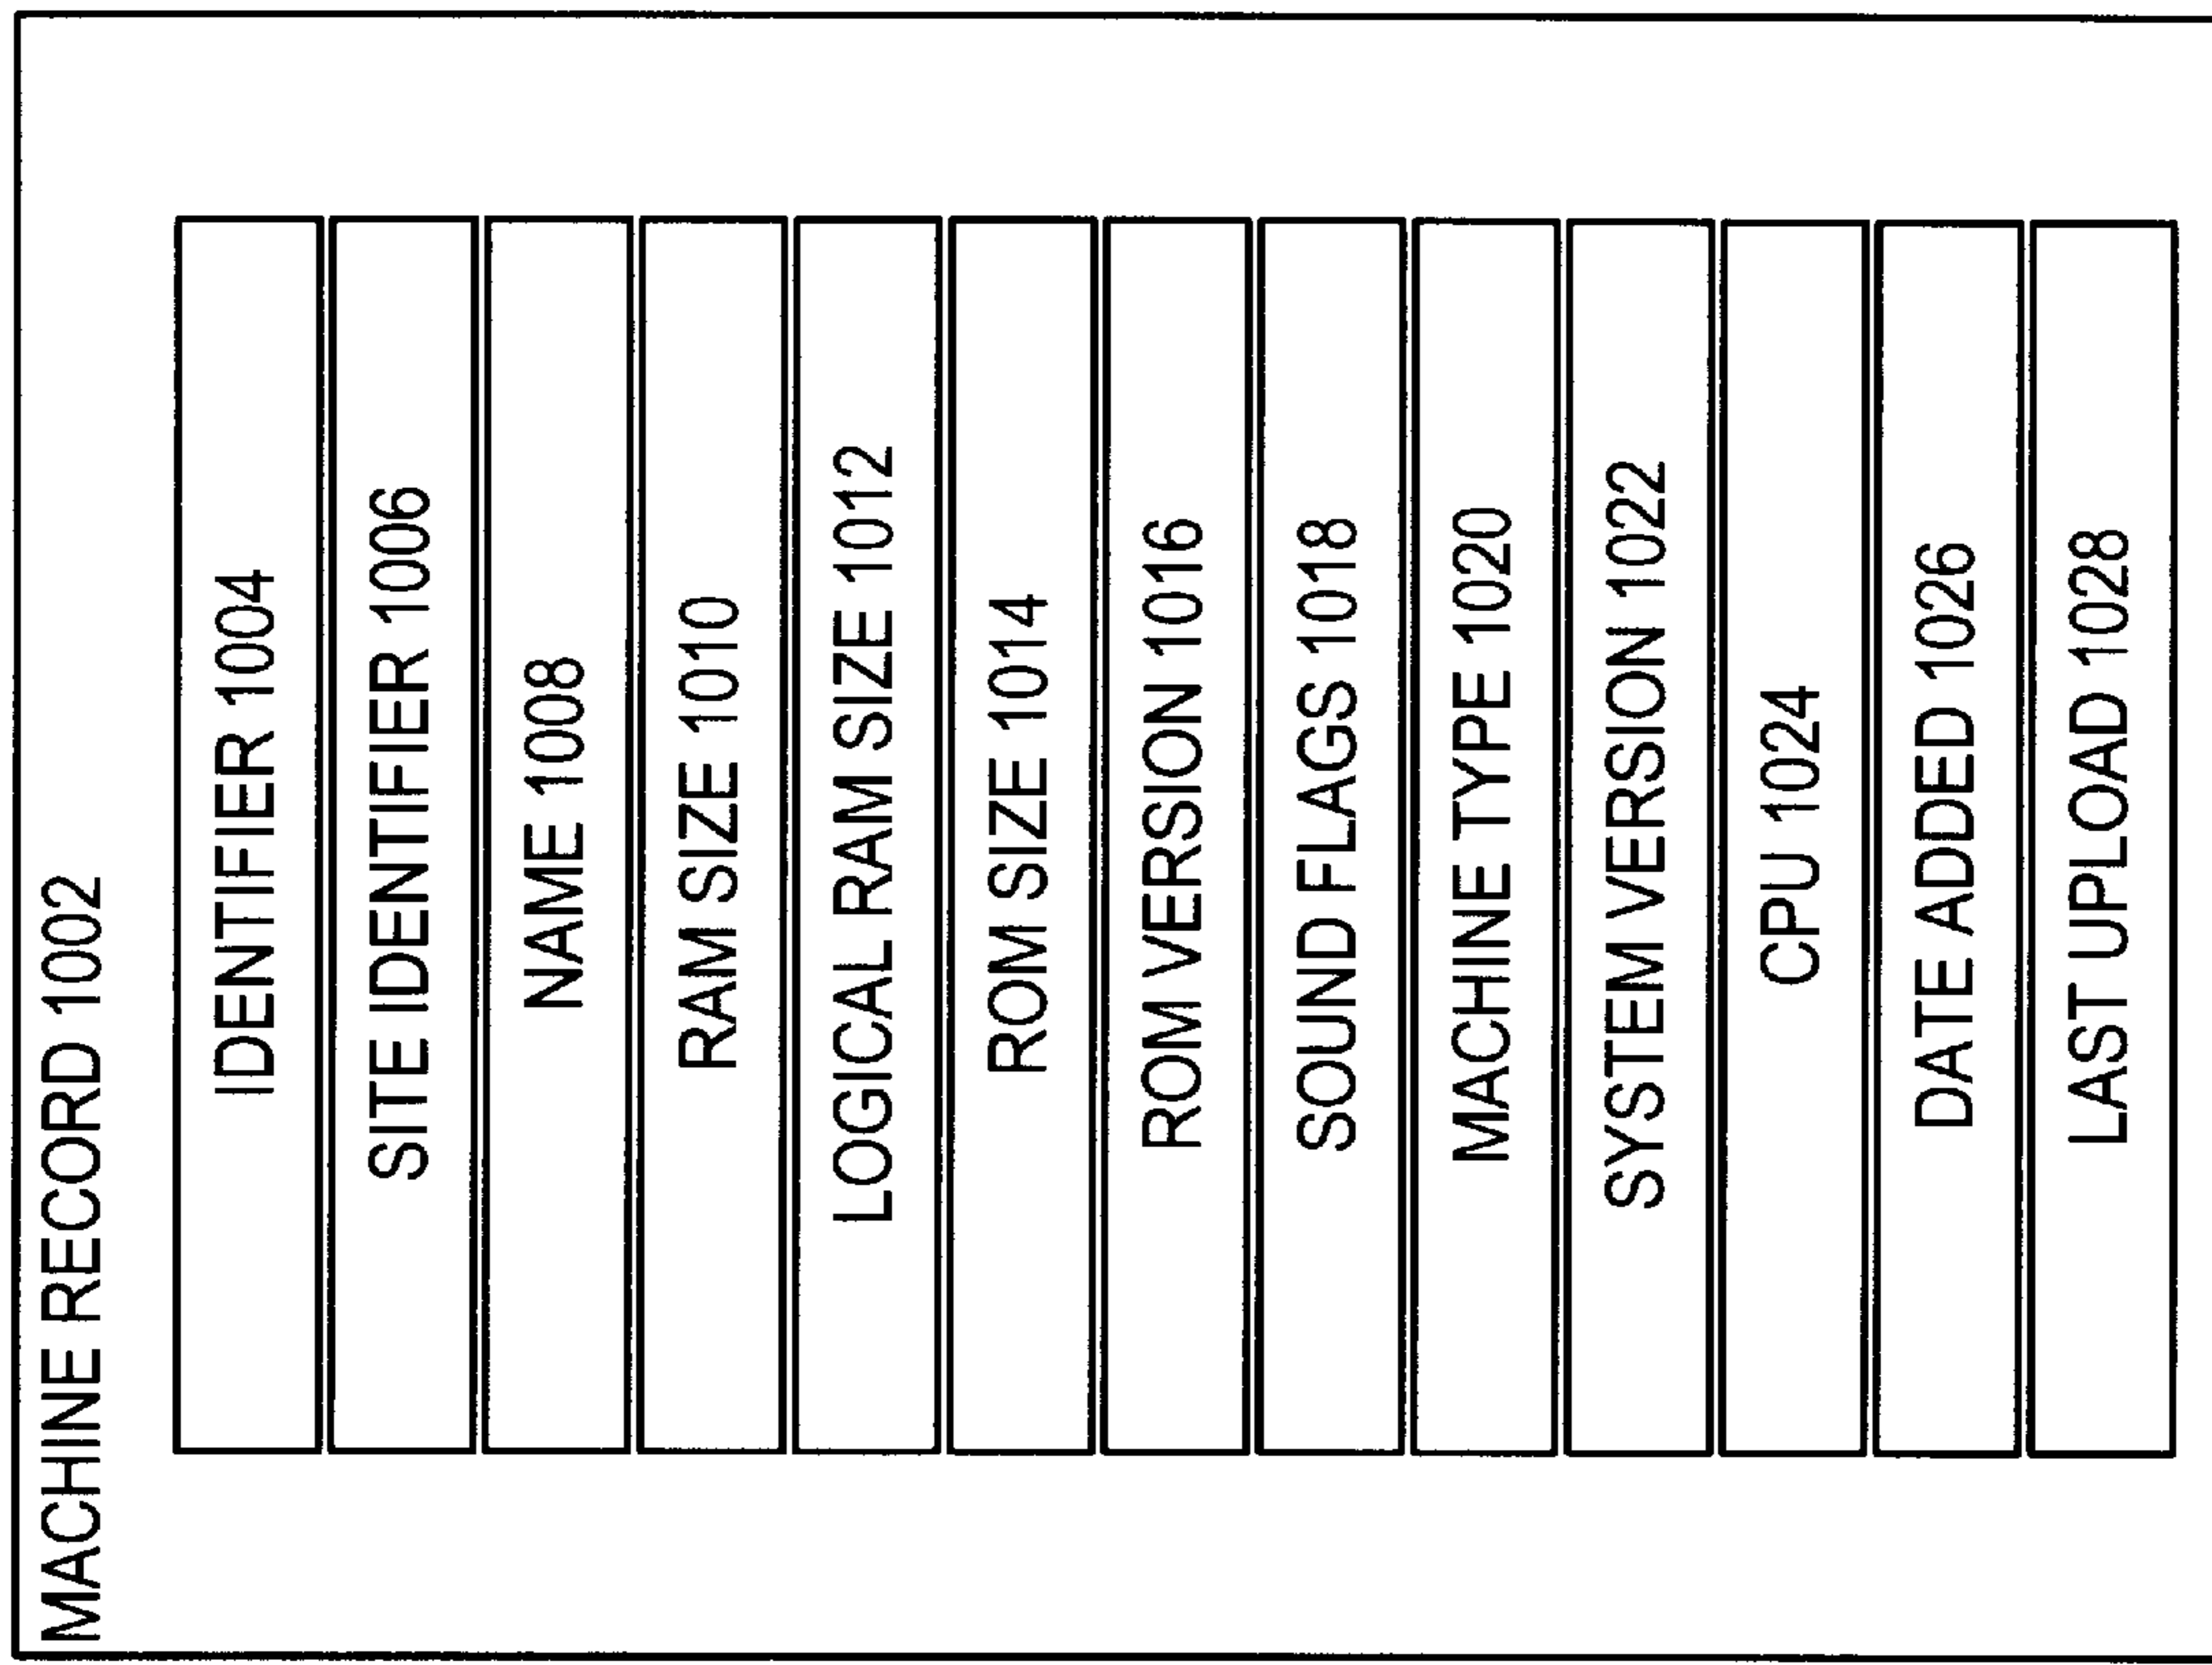 MACHINE RECORD 1002
IDENTIFIER 1004
SITE IDENTIFIER 1006
NAME 1008
RAM SIZE 1010
LOGICAL RAM SIZE 1012
ROM SIZE 1014
ROM VERSION 1016
SOUND FLAGS 1018
MACHINE TYPE 1020
SYSTEM VERSION 1022
CPU 1024
DATE ADDED 1026
LAST UPLOAD 1028